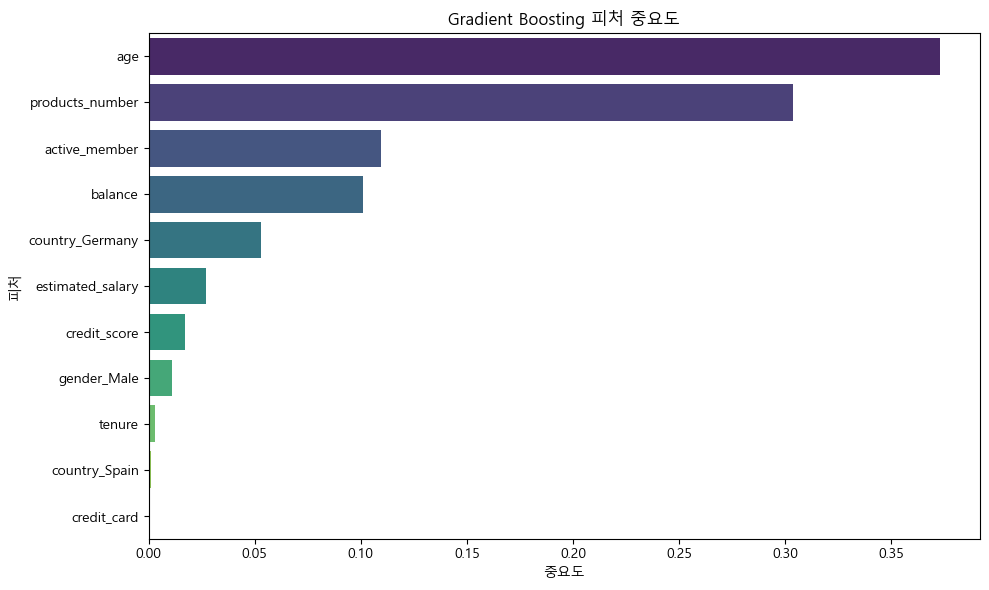 Gradient Boosting 피처 중요도
age
products_number
active_member
balance
country_Germany
estimated_salary
credit_score
gender_Male
tenure
country_Spain
credit_card
피처
0.00 0.05 0.10 0.15 0.20 0.25 0.30 0.35
중요도